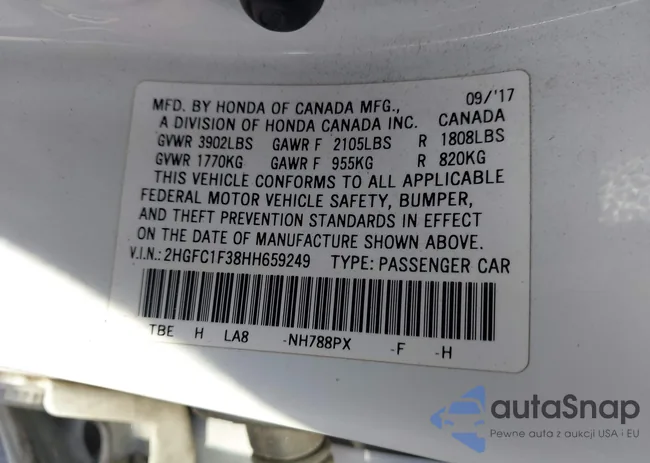 MFD. BY HONDA OF CANADA MFG., 09/'17
A DIVISION OF HONDA CANADA INC. CANADA
GVWR 3902LBS GAWR F 2105LBS R 1808LBS
GVWR 1770KG GAWR F 955KG R 820KG
THIS VEHICLE CONFORMS TO ALL APPLICABLE
FEDERAL MOTOR VEHICLE SAFETY, BUMPER,
AND THEFT PREVENTION STANDARDS IN EFFECT
ON THE DATE OF MANUFACTURE SHOWN ABOVE.
V.I.N.: 2HGFC1F38HH659249 TYPE: PASSENGER CAR
TBE H LA8 -NH788PX -F -H
autoSnap
Pewne auta z aukcji USA i EU